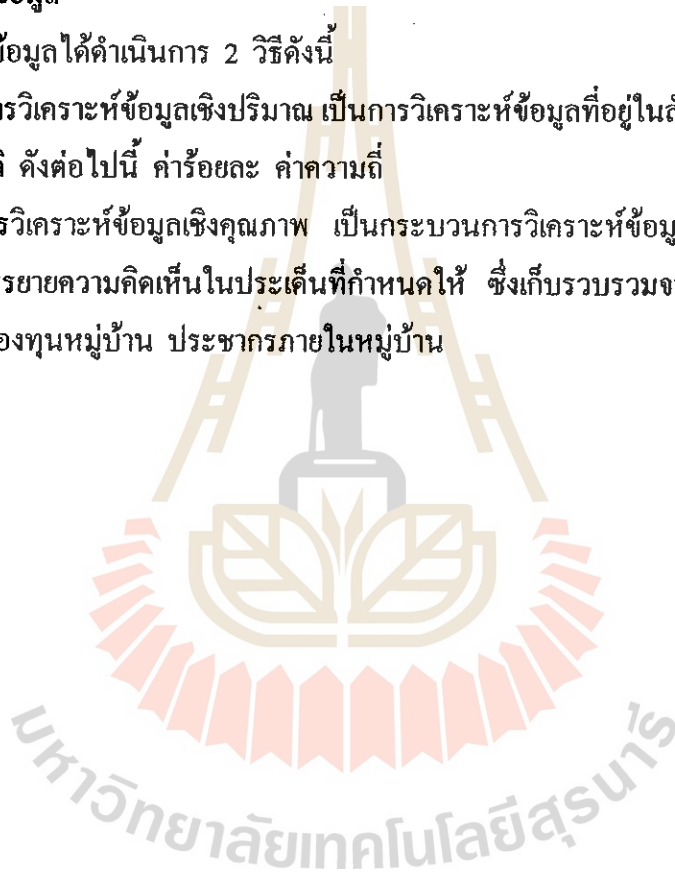 ข้อมูล
ข้อมูลได้ดำเนินการ 2 วิธีดังนี้
การวิเคราะห์ข้อมูลเชิงปริมาณ เป็นการวิเคราะห์ข้อมูลที่อยู่ใน
ดังต่อไปนี้ ค่าร้อยละ ค่าความถี่
การวิเคราะห์ข้อมูลเชิงคุณภาพ เป็นกระบวนการวิเคราะห์ข้อมู
รยายความคิดเห็นในประเด็นที่กำหนดให้ ซึ่งเก็บรวบรวมจา
องทุนหมู่บ้าน ประชากรภายในหมู่บ้าน
มหาวิทยาลัยเทคโนโลยีสุรนารี